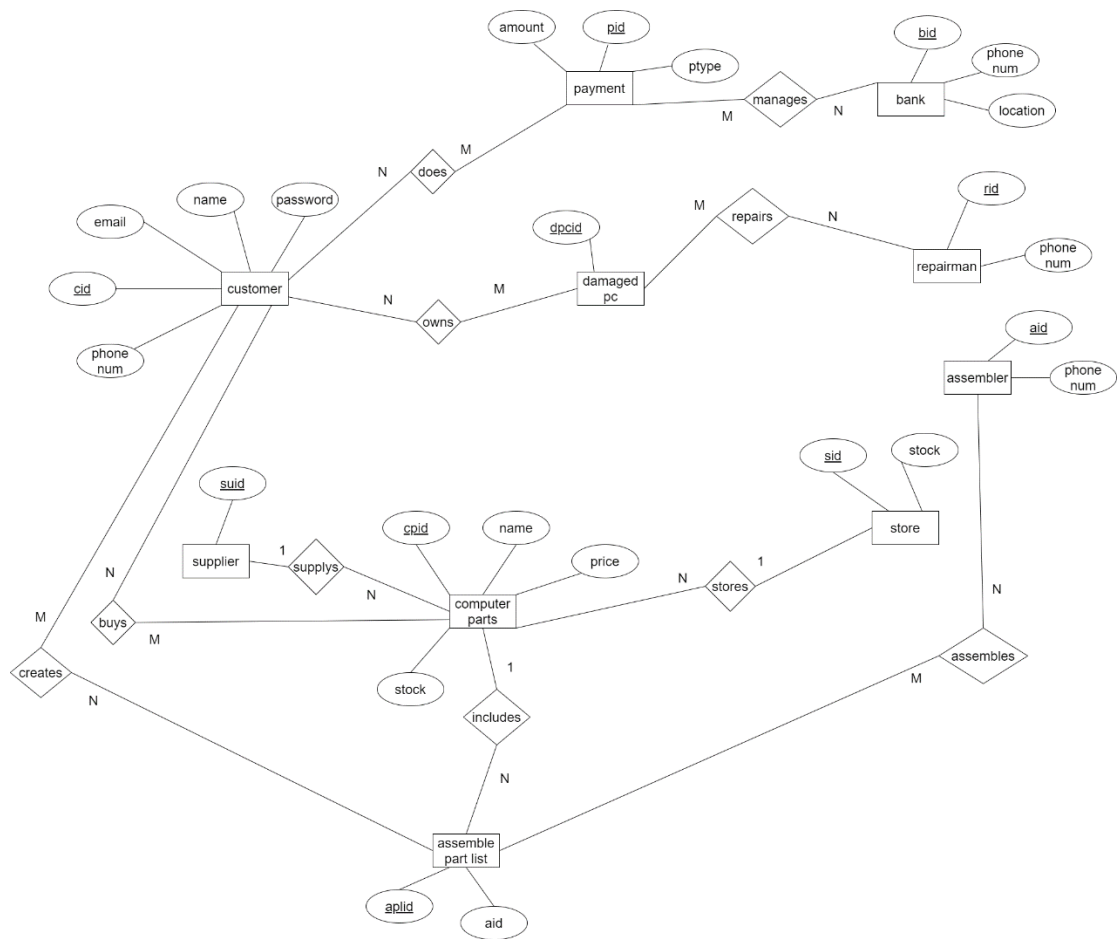 amount
pid
ptype
payment
bid
phone
num
location
bank
manages
M
N
does
M
N
name
password
email
cid
phone
num
customer
dpcid
damaged
pc
M
repairs
N
rid
repairman
phone
num
N
owns
M
aid
assembler
phone
num
suid
supplier
1
supplys
N
cpid
name
price
computer
parts
stock
N
stores
1
sid
stock
store
N
buys
M
M
creates
N
1
includes
N
N
assembles
M
assemble
part list
aplid
aid